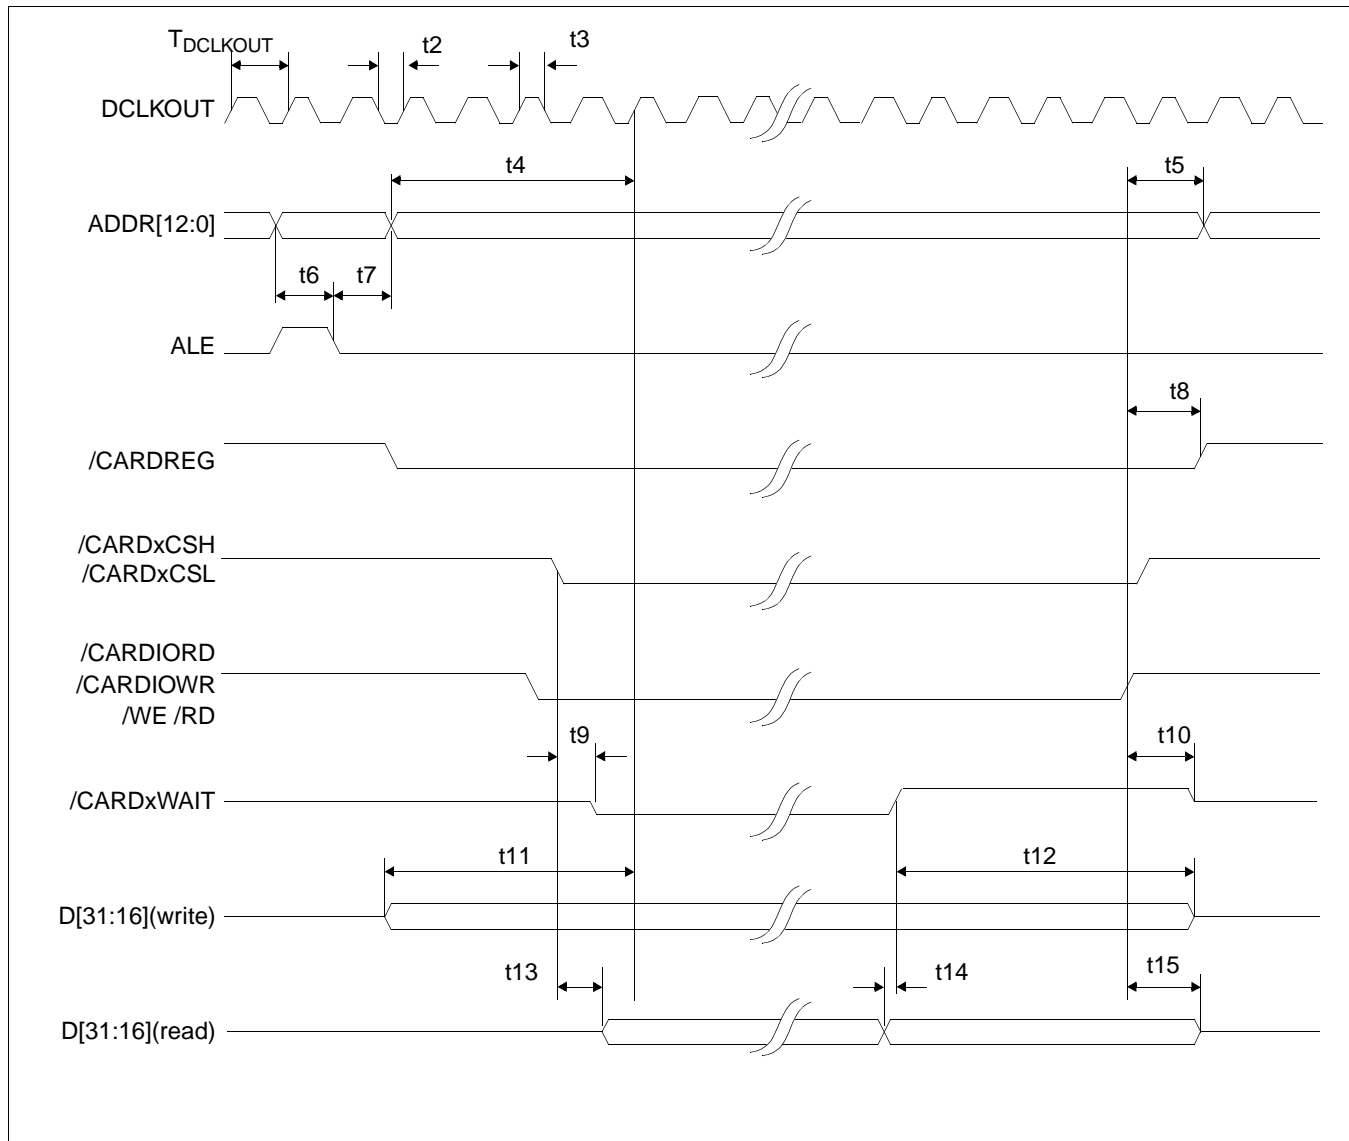 TDCLKOUT
t2
t3
DCLKOUT
t4
t5
ADDR[12:0]
t6
t7
ALE
t8
/CARDREG
/CARDxCSH
/CARDxCSL
/CARDIORD
/CARDIOWR
/WE /RD
t9
t10
/CARDxWAIT
t11
t12
D[31:16](write)
t13
t14
t15
D[31:16](read)